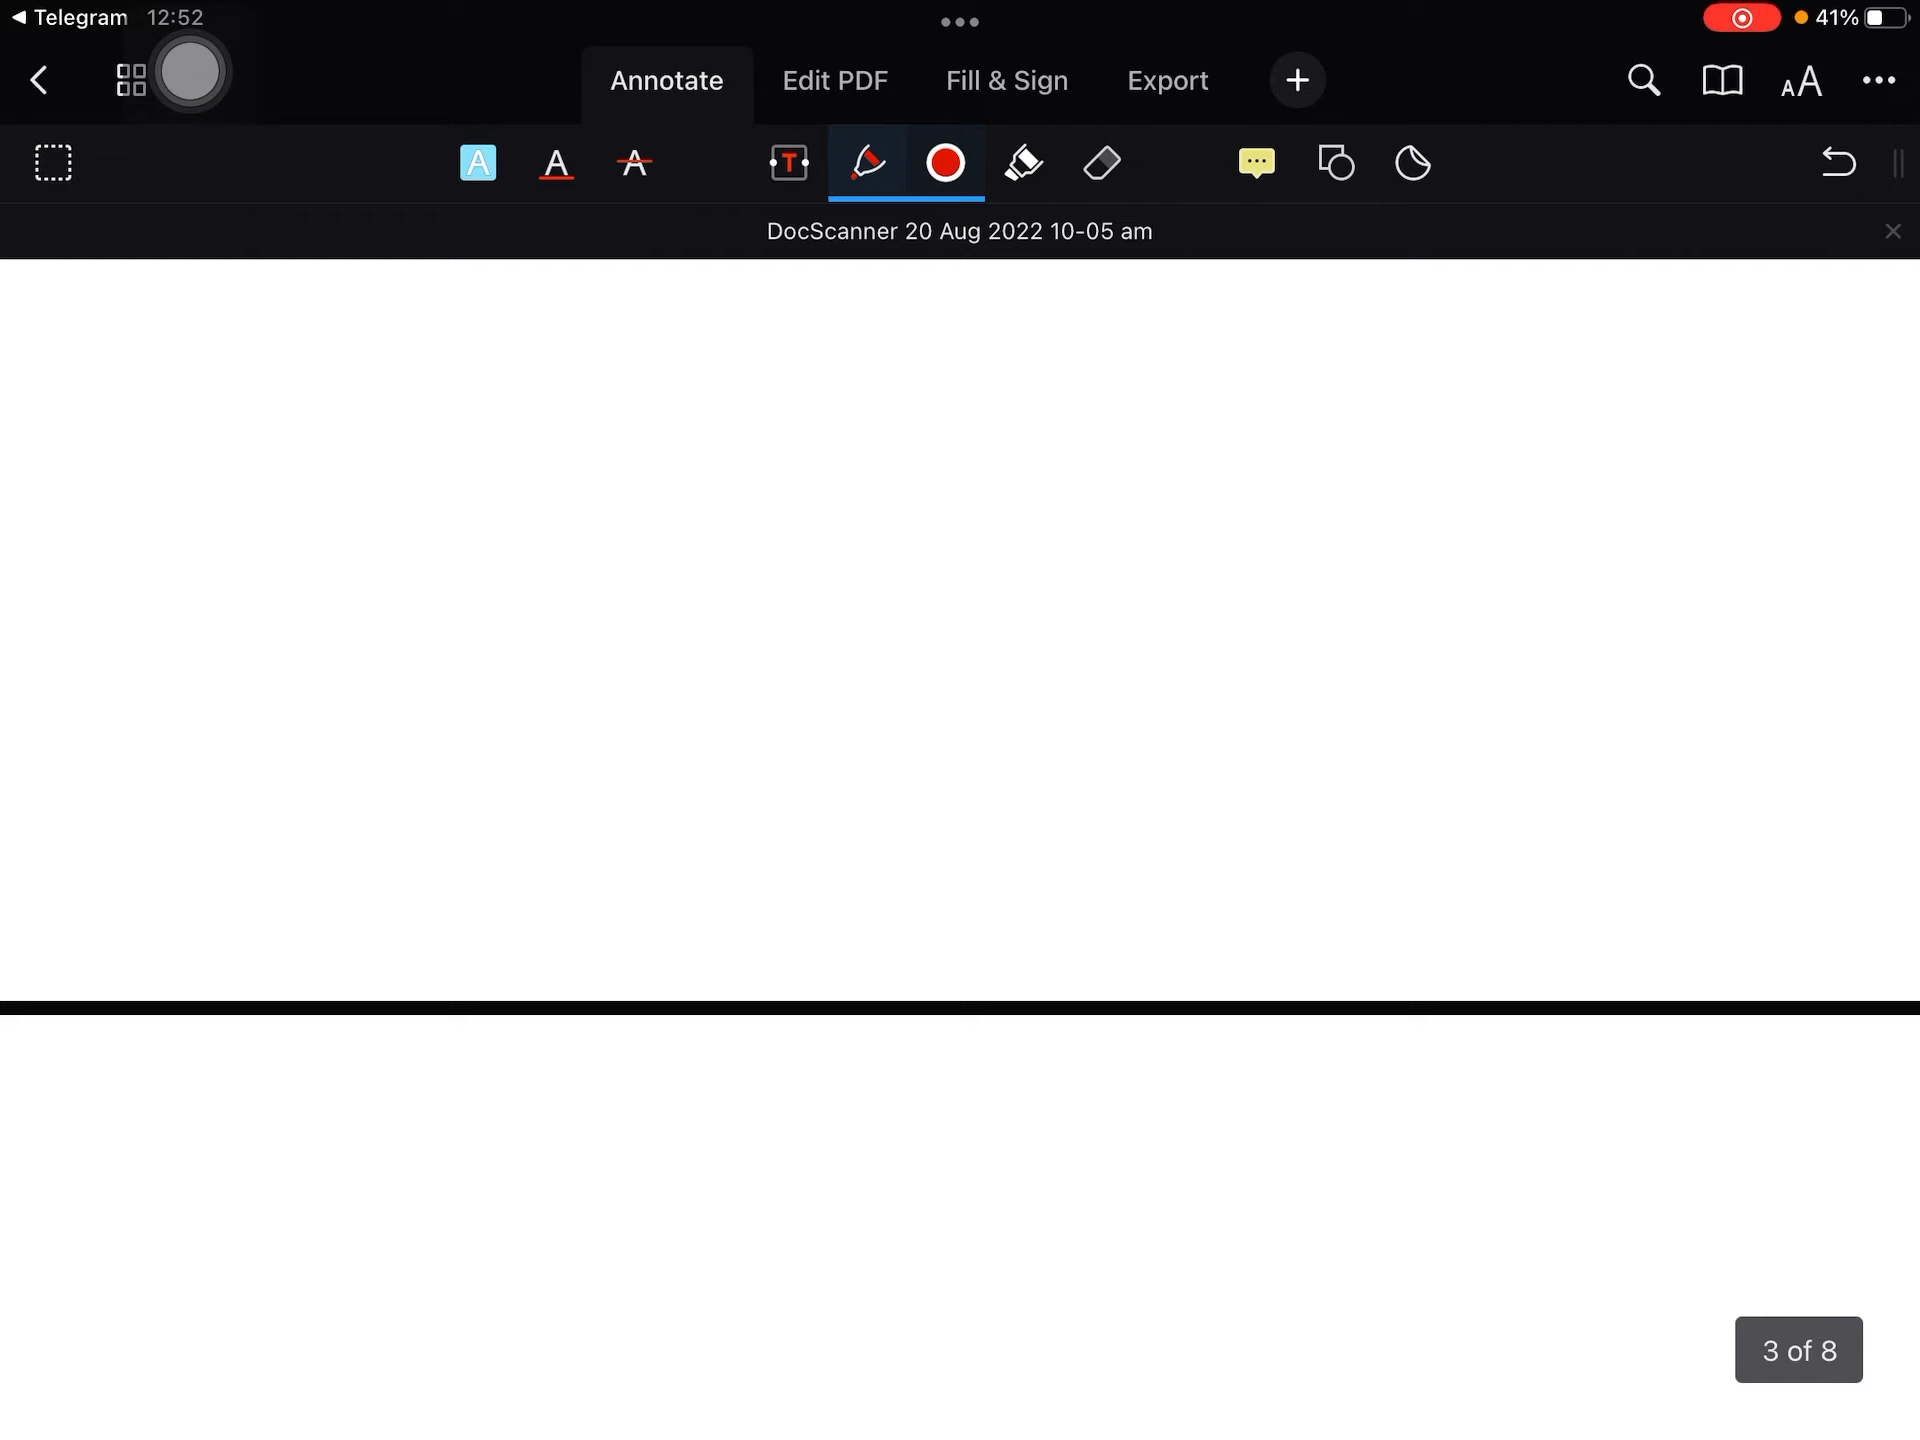 Telegram 12:52
41%
Annotate Edit PDF Fill & Sign Export
AA
A A A T
DocScanner 20 Aug 2022 10-05 am
3 of 8